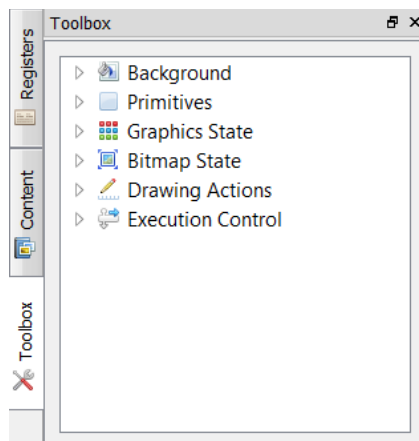 Toolbox
Registers
Content
Toolbox
Background
Primitives
Graphics State
Bitmap State
Drawing Actions
Execution Control